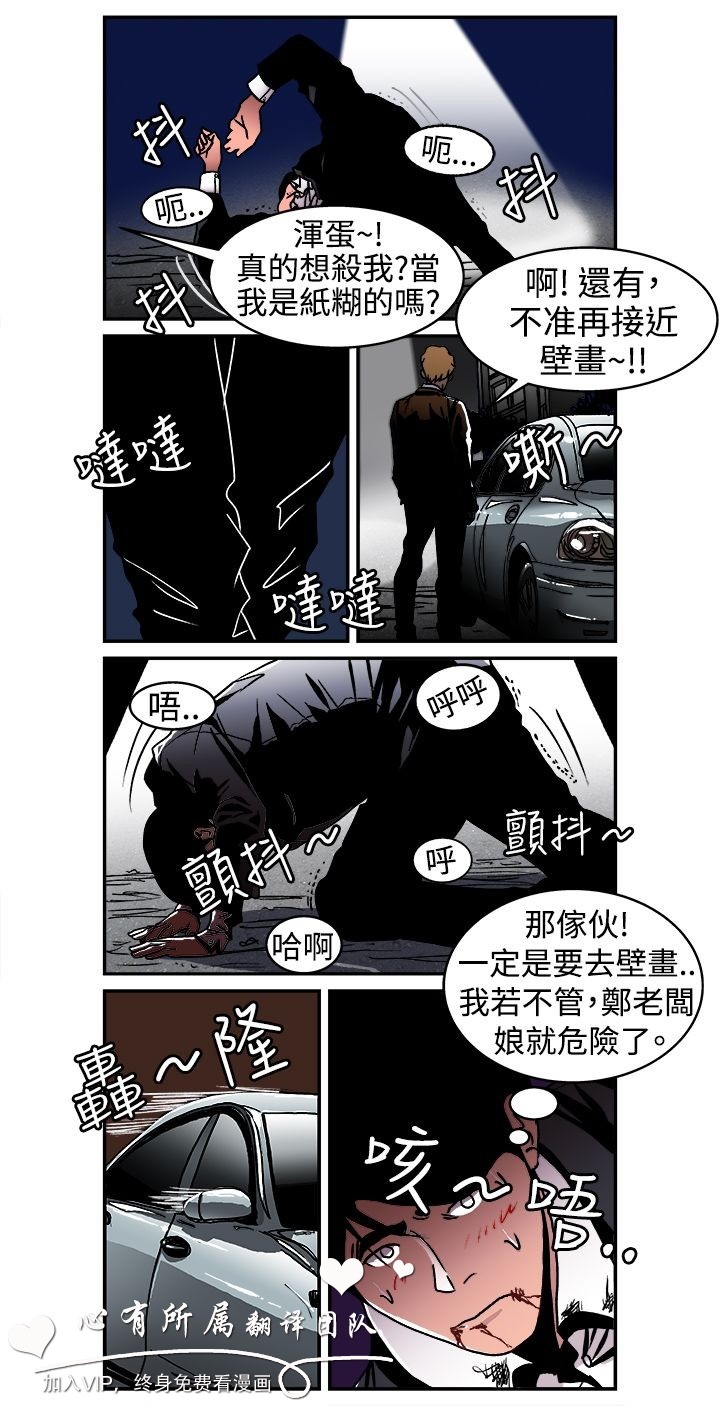 抖
呃...
呃..
抖
渾蛋~!
真的想殺我?當
我是紙糊的嗎?
抖
啊! 還有，
不准再接近
壁畫~!!
噠噠
嘶~
噠噠
唔..
呼呼
顫抖~
呼
顫抖~
哈啊
那傢伙!
一定是要去壁畫..
我若不管，鄭老闆
娘就危險了。
轟~隆
咳~唔..
心有所属翻译团队
加入VIP，终身免费看漫画